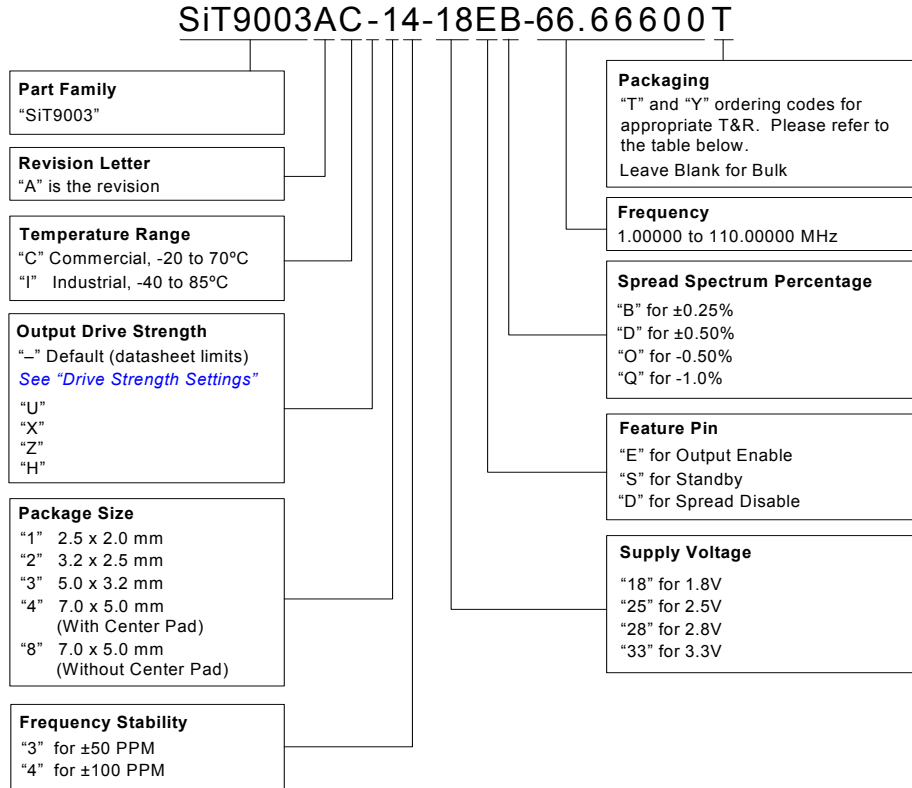 SiT9003AC-14-18EB-66.66600T
Part Family
“SiT9003”
Revision Letter
“A” is the revision
Temperature Range
“C” Commercial, -20 to 70ºC
“I” Industrial, -40 to 85ºC
Output Drive Strength
“–” Default (datasheet limits)
See “Drive Strength Settings”
“U”
“X”
“Z”
“H”
Package Size
“1” 2.5 x 2.0 mm
“2” 3.2 x 2.5 mm
“3” 5.0 x 3.2 mm
“4” 7.0 x 5.0 mm
(With Center Pad)
“8” 7.0 x 5.0 mm
(Without Center Pad)
Frequency Stability
“3” for ±50 PPM
“4” for ±100 PPM
Packaging
“T” and “Y” ordering codes for
appropriate T&R. Please refer to
the table below.
Leave Blank for Bulk
Frequency
1.00000 to 110.00000 MHz
Spread Spectrum Percentage
“B” for ±0.25%
“D” for ±0.50%
“O” for -0.50%
“Q” for -1.0%
Feature Pin
“E” for Output Enable
“S” for Standby
“D” for Spread Disable
Supply Voltage
“18” for 1.8V
“25” for 2.5V
“28” for 2.8V
“33” for 3.3V